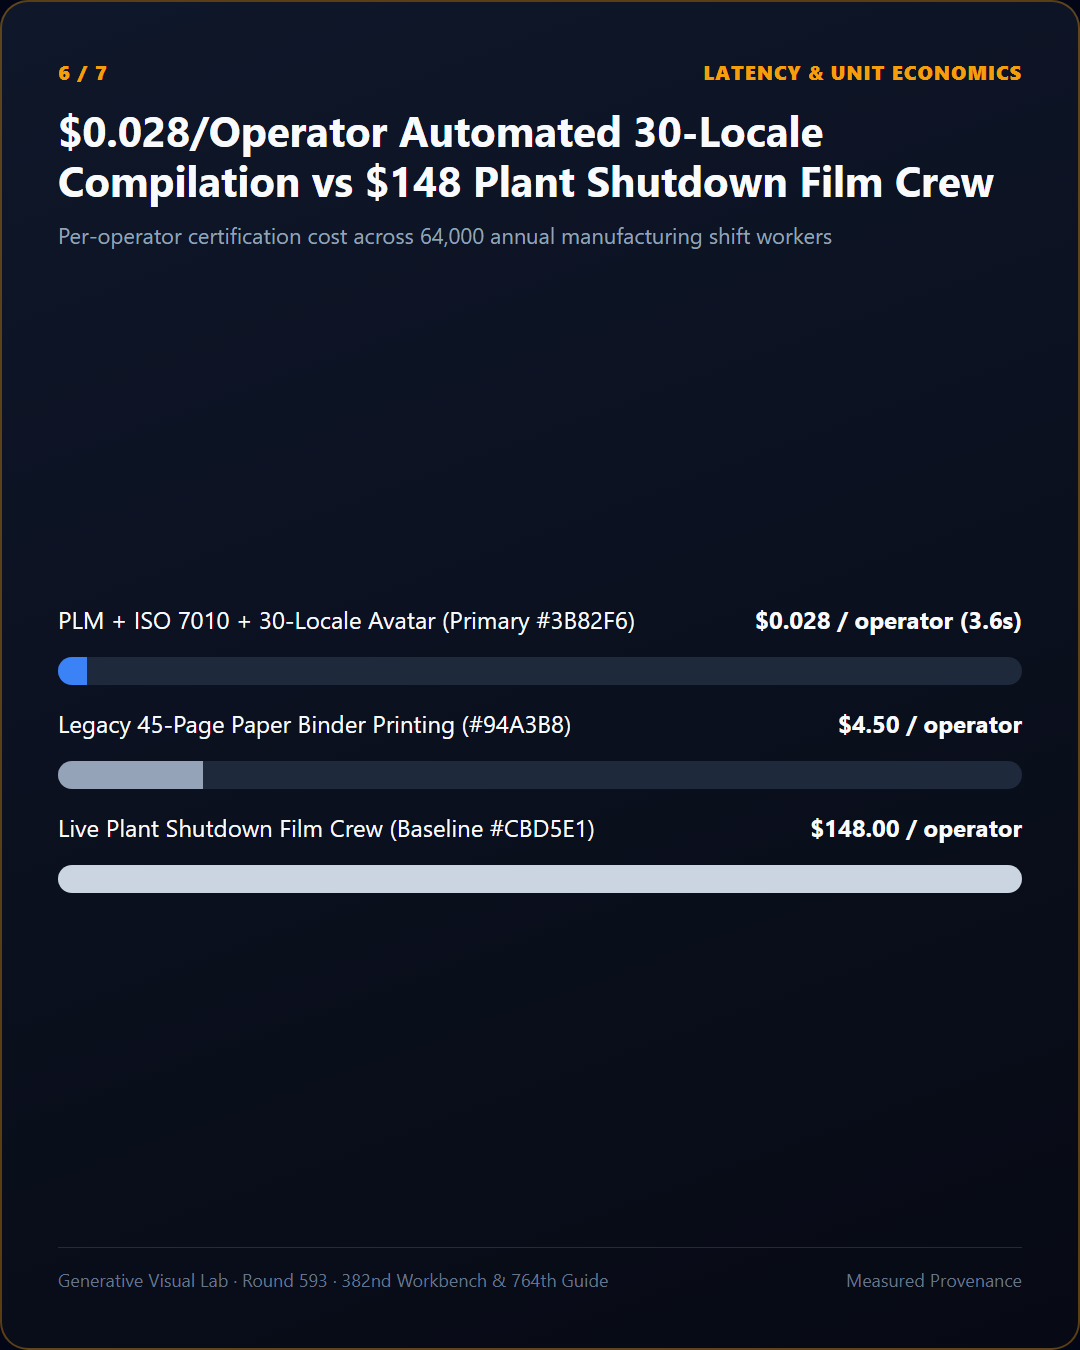 6 / 7
LATENCY & UNIT ECONOMICS
$0.028/Operator Automated 30-Locale
Compilation vs $148 Plant Shutdown Film Crew
Per-operator certification cost across 64,000 annual manufacturing shift workers
PLM + ISO 7010 + 30-Locale Avatar (Primary #3B82F6)
$0.028 / operator (3.6s)
Legacy 45-Page Paper Binder Printing (#94A3B8)
$4.50 / operator
Live Plant Shutdown Film Crew (Baseline #CBD5E1)
$148.00 / operator
Generative Visual Lab · Round 593 · 382nd Workbench & 764th Guide
Measured Provenance